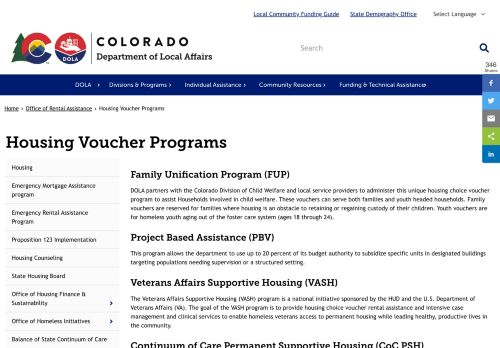 Local Community Funding Guide State Demography Office Select Language
COLORADO
Department of Local Affairs
DOLA
Search
346
Shares
DOLA Divisions & Programs Individual Assistance Community Resources Funding & Technical Assistance
Home › Office of Rental Assistance › Housing Voucher Programs
Housing Voucher Programs
Housing
Emergency Mortgage Assistance
program
Emergency Rental Assistance
Program
Proposition 123 Implementation
Housing Counseling
State Housing Board
Office of Housing Finance &
Sustainability
Office of Homeless Initiatives
Balance of State Continuum of Care
Family Unification Program (FUP)
DOLA partners with the Colorado Division of Child Welfare and local service providers to administer this unique housing choice voucher
program to assist Households involved in child welfare. These vouchers can serve both families and youth headed households. Family
vouchers are reserved for families where housing is an obstacle to retaining or regaining custody of their children. Youth vouchers are
for homeless youth aging out of the foster care system (ages 18 through 24).
Project Based Assistance (PBV)
This program allows the department to use up to 20 percent of its budget authority to subsidize specific units in designated buildings
targeting populations needing supervision or a structured setting.
Veterans Affairs Supportive Housing (VASH)
The Veterans Affairs Supportive Housing (VASH) program is a national initiative sponsored by the HUD and the U.S. Department of
Veterans Affairs (VA). The goal of the VASH program is to provide housing choice voucher rental assistance and intensive case
management and clinical services to enable homeless veterans access to permanent housing while leading healthy, productive lives in
the community.
Continuum of Care Permanent Supportive Housing (CoC PSH)